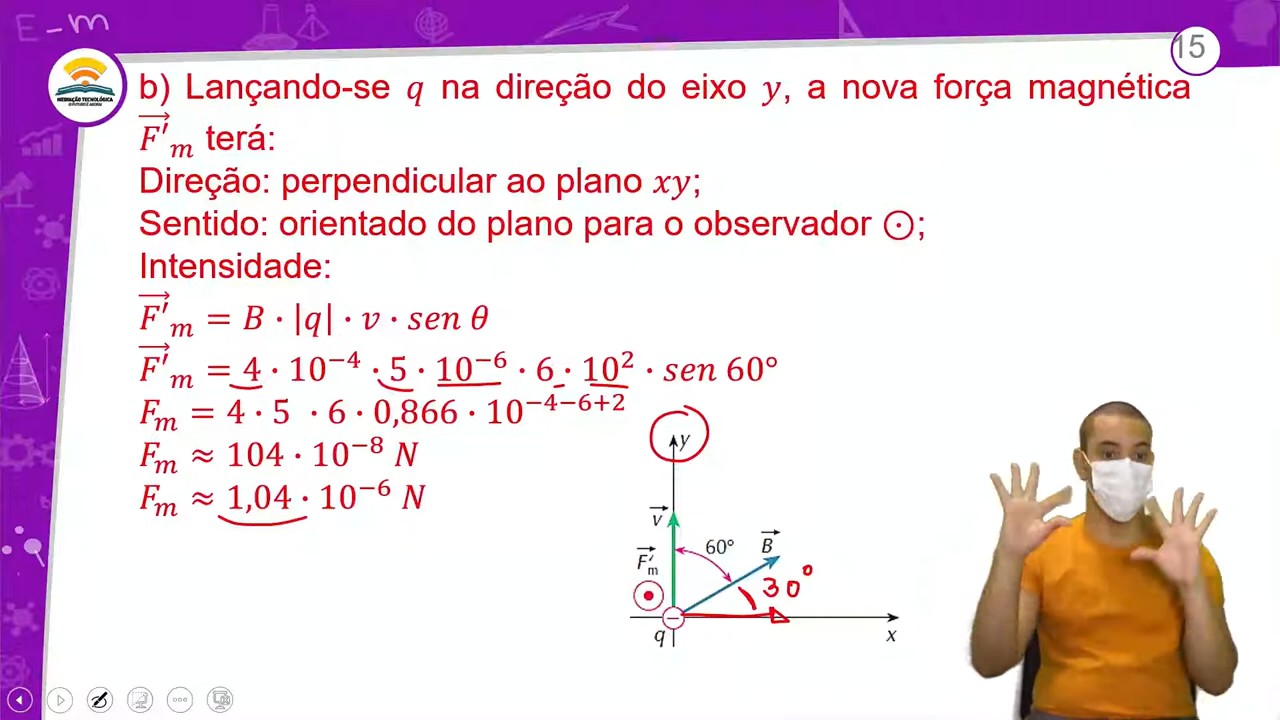 E-m
15
MEDIAÇÃO TECNOLÓGICA
b) Lançando-se q na direção do eixo y, a nova força magnética
F⃗'ₘ terá:
Direção: perpendicular ao plano xy;
Sentido: orientado do plano para o observador ⊙;
Intensidade:
F⃗'ₘ = B · |q| · v · sen θ
F⃗'ₘ = 4 · 10⁻⁴ · 5 · 10⁻⁶ · 6 · 10² · sen 60°
Fₘ = 4 · 5 · 6 · 0,866 · 10⁻⁴⁻⁶⁺²
Fₘ ≈ 104 · 10⁻⁸ N
Fₘ ≈ 1,04 · 10⁻⁶ N
y
v⃗
60°
B⃗
F⃗'ₘ
30°
−
q
x